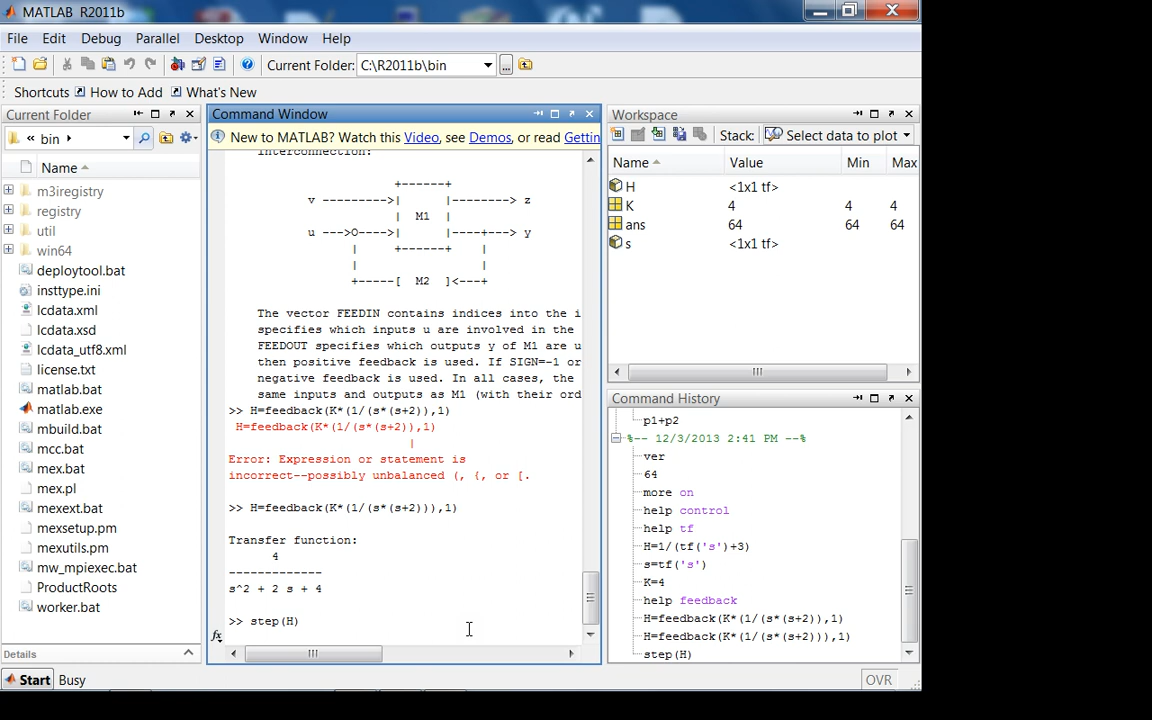 MATLAB R2011b
File Edit Debug Parallel Desktop Window Help
Current Folder: C:\R2011b\bin ...
Shortcuts How to Add What's New
Current Folder
« bin
Name
m3iregistry
registry
util
win64
deploytool.bat
insttype.ini
lcdata.xml
lcdata.xsd
lcdata_utf8.xml
license.txt
matlab.bat
matlab.exe
mbuild.bat
mcc.bat
mex.bat
mex.pl
mexext.bat
mexsetup.pm
mexutils.pm
mw_mpiexec.bat
ProductRoots
worker.bat
Details
Command Window
New to MATLAB? Watch this Video, see Demos, or read Gettin
interconnection:
+------+
v ---------->| |--------> z
| M1 |
u --->O---->| |----+---> y
| +------+ |
| |
+-----[ M2 ]<---+
The vector FEEDIN contains indices into the i
specifies which inputs u are involved in the
FEEDOUT specifies which outputs y of M1 are u
then positive feedback is used. If SIGN=-1 or
negative feedback is used. In all cases, the
same inputs and outputs as M1 (with their ord
>> H=feedback(K*(1/(s*(s+2)),1)
H=feedback(K*(1/(s*(s+2)),1)
|
Error: Expression or statement is
incorrect--possibly unbalanced (, {, or [.
>> H=feedback(K*(1/(s*(s+2))),1)
Transfer function:
4
-------------
s^2 + 2 s + 4
>> step(H)
fx
Workspace
Stack: Select data to plot
Name Value Min Max
H <1x1 tf>
K 4 4 4
ans 64 64 64
s <1x1 tf>
Command History
p1+p2
%-- 12/3/2013 2:41 PM --%
ver
64
more on
help control
help tf
H=1/(tf('s')+3)
s=tf('s')
K=4
help feedback
H=feedback(K*(1/(s*(s+2)),1)
H=feedback(K*(1/(s*(s+2))),1)
step(H)
Start Busy
OVR